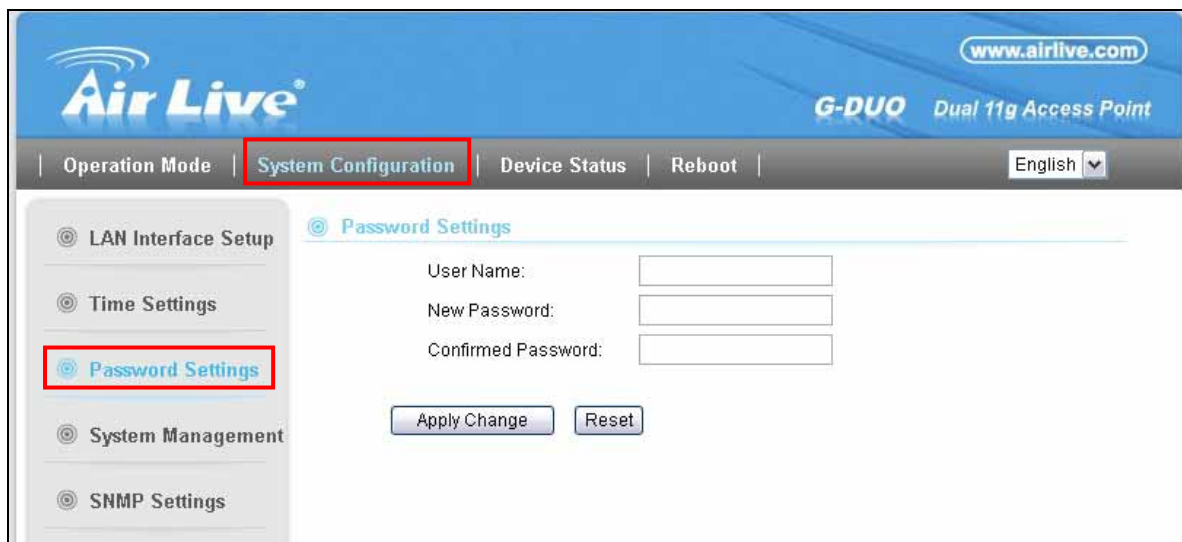 www.airlive.com
Air Live®
G-DUO Dual 11g Access Point
| Operation Mode | System Configuration | Device Status | Reboot | English
LAN Interface Setup
Time Settings
Password Settings
System Management
SNMP Settings
Password Settings
User Name:
New Password:
Confirmed Password:
Apply Change Reset